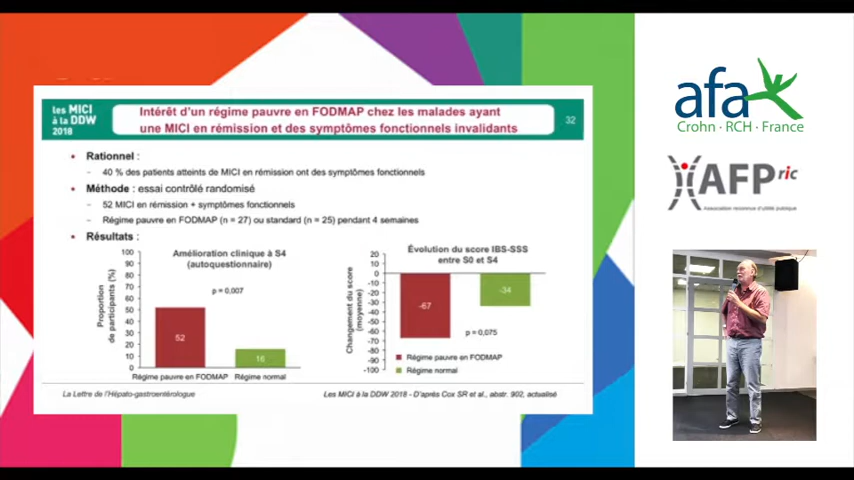 les MICI
à la DDW
2018
Intérêt d'un régime pauvre en FODMAP chez les malades ayant
une MICI en rémission et des symptômes fonctionnels invalidants
32
• Rationnel :
– 40 % des patients atteints de MICI en rémission ont des symptômes fonctionnels
• Méthode : essai contrôlé randomisé
– 52 MICI en rémission + symptômes fonctionnels
– Régime pauvre en FODMAP (n = 27) ou standard (n = 25) pendant 4 semaines
• Résultats :
Amélioration clinique à S4
(autoquestionnaire)
Proportion
de participants (%)
100
90
80
70
60
50
40
30
20
10
0
p = 0,007
52
16
Régime pauvre en FODMAP
Régime normal
Évolution du score IBS-SSS
entre S0 et S4
Changement du score
(moyenne)
20
10
0
-10
-20
-30
-40
-50
-60
-70
-80
-90
-100
-67
-34
p = 0,075
Régime pauvre en FODMAP
Régime normal
La Lettre de l'Hépato-gastroentérologue
Les MICI à la DDW 2018 - D'après Cox SR et al., abstr. 902, actualisé
afa
Crohn · RCH · France
AFPric
Association reconnue d'utilité publique